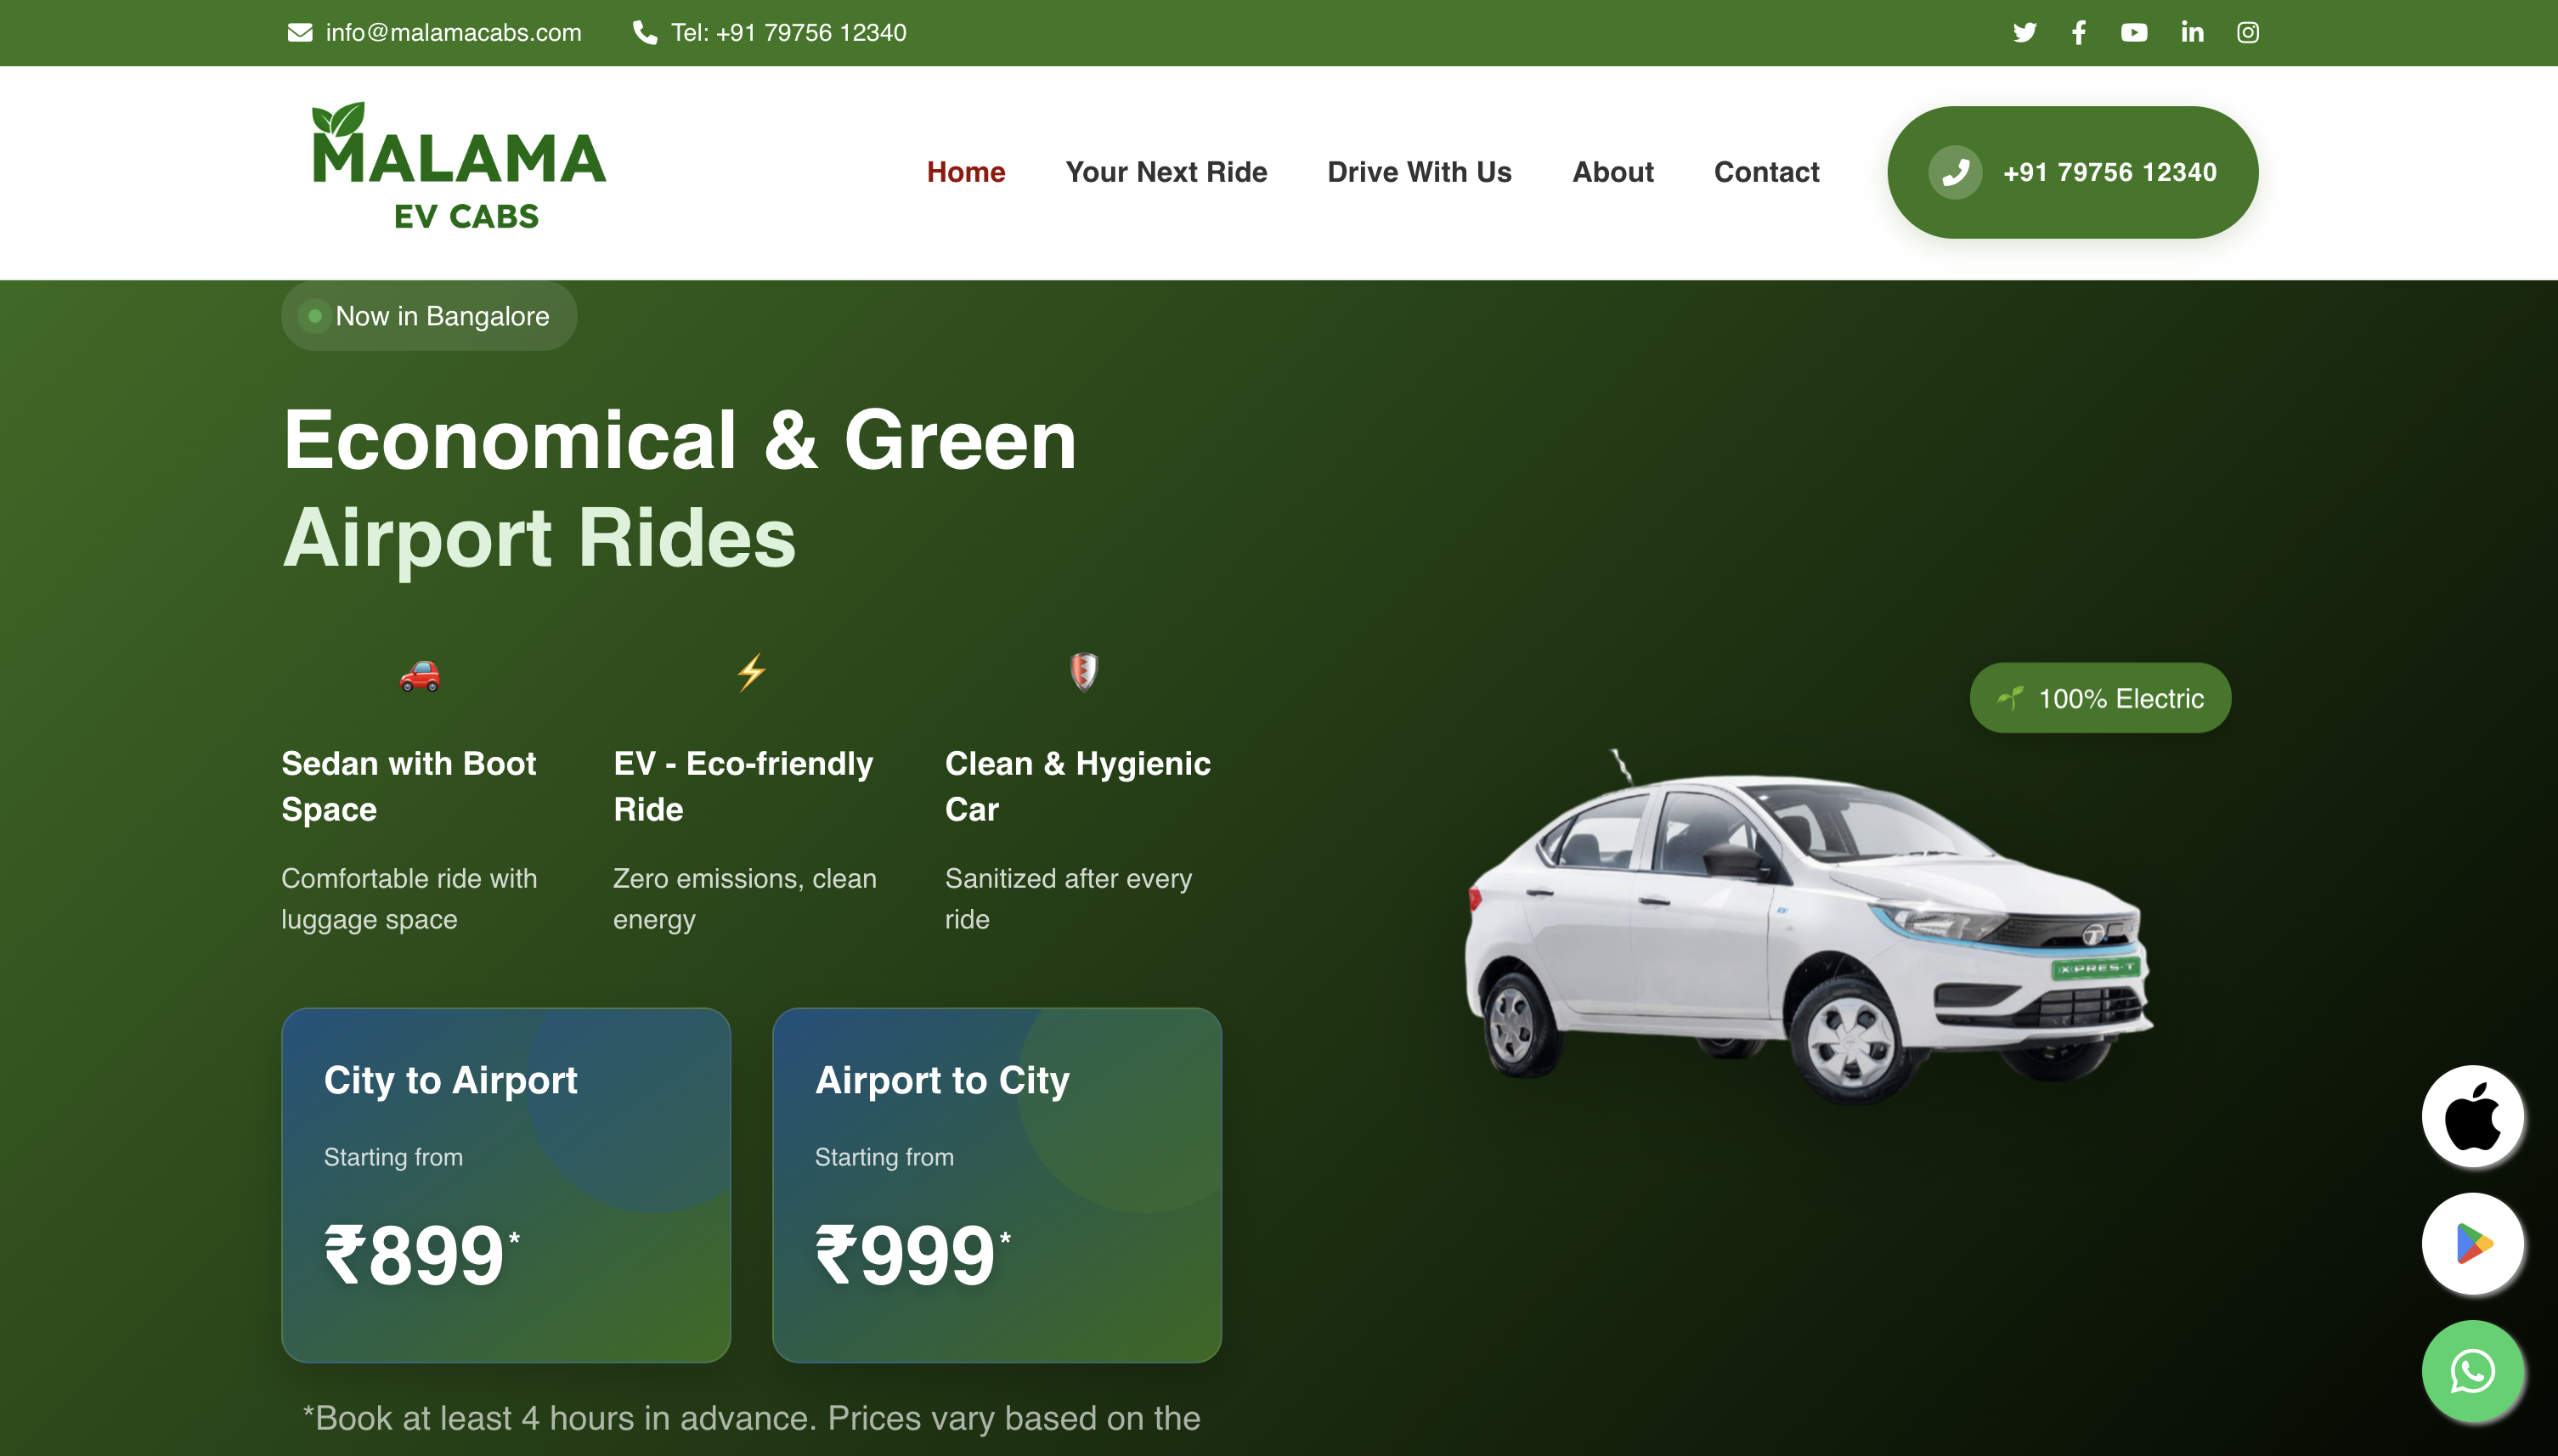 info@malamacabs.com
Tel: +91 79756 12340
MALAMA
EV CABS
Home
Your Next Ride
Drive With Us
About
Contact
+91 79756 12340
Now in Bangalore
Economical & Green
Airport Rides
Sedan with Boot
Space
Comfortable ride with
luggage space
EV - Eco-friendly
Ride
Zero emissions, clean
energy
Clean & Hygienic
Car
Sanitized after every
ride
100% Electric
X PRES-T
City to Airport
Starting from
₹899*
Airport to City
Starting from
₹999*
*Book at least 4 hours in advance. Prices vary based on the